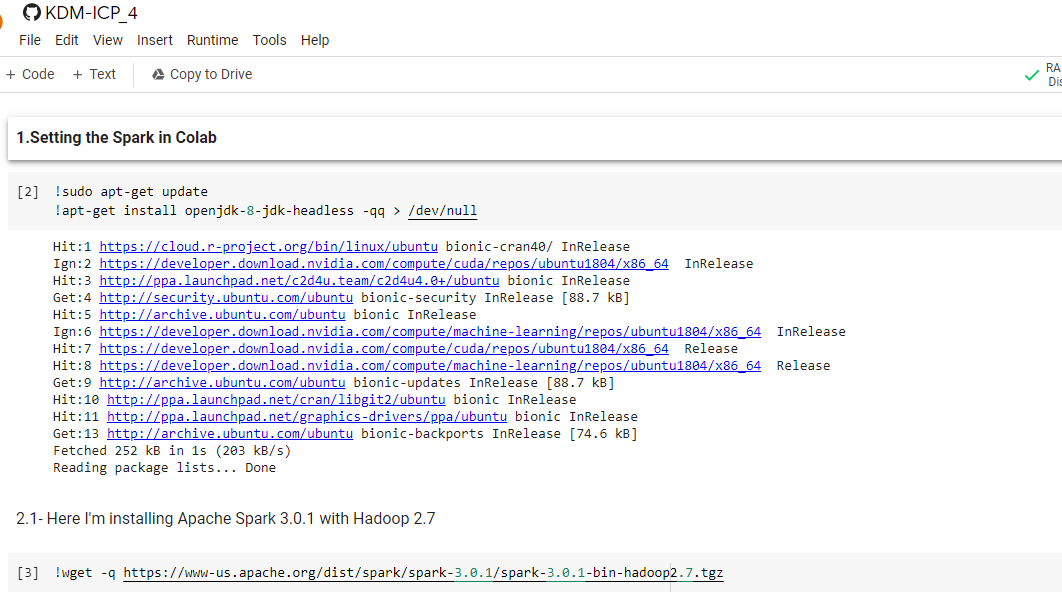 KDM-ICP_4
File Edit View Insert Runtime Tools Help
+ Code + Text Copy to Drive
RA
Dis
1.Setting the Spark in Colab
[2] !sudo apt-get update
!apt-get install openjdk-8-jdk-headless -qq > /dev/null
Hit:1 https://cloud.r-project.org/bin/linux/ubuntu bionic-cran40/ InRelease
Ign:2 https://developer.download.nvidia.com/compute/cuda/repos/ubuntu1804/x86_64 InRelease
Hit:3 http://ppa.launchpad.net/c2d4u.team/c2d4u4.0+/ubuntu bionic InRelease
Get:4 http://security.ubuntu.com/ubuntu bionic-security InRelease [88.7 kB]
Hit:5 http://archive.ubuntu.com/ubuntu bionic InRelease
Ign:6 https://developer.download.nvidia.com/compute/machine-learning/repos/ubuntu1804/x86_64 InRelease
Hit:7 https://developer.download.nvidia.com/compute/cuda/repos/ubuntu1804/x86_64 Release
Hit:8 https://developer.download.nvidia.com/compute/machine-learning/repos/ubuntu1804/x86_64 Release
Get:9 http://archive.ubuntu.com/ubuntu bionic-updates InRelease [88.7 kB]
Hit:10 http://ppa.launchpad.net/cran/libgit2/ubuntu bionic InRelease
Hit:11 http://ppa.launchpad.net/graphics-drivers/ppa/ubuntu bionic InRelease
Get:13 http://archive.ubuntu.com/ubuntu bionic-backports InRelease [74.6 kB]
Fetched 252 kB in 1s (203 kB/s)
Reading package lists... Done
2.1- Here I'm installing Apache Spark 3.0.1 with Hadoop 2.7
[3] !wget -q https://www-us.apache.org/dist/spark/spark-3.0.1/spark-3.0.1-bin-hadoop2.7.tgz